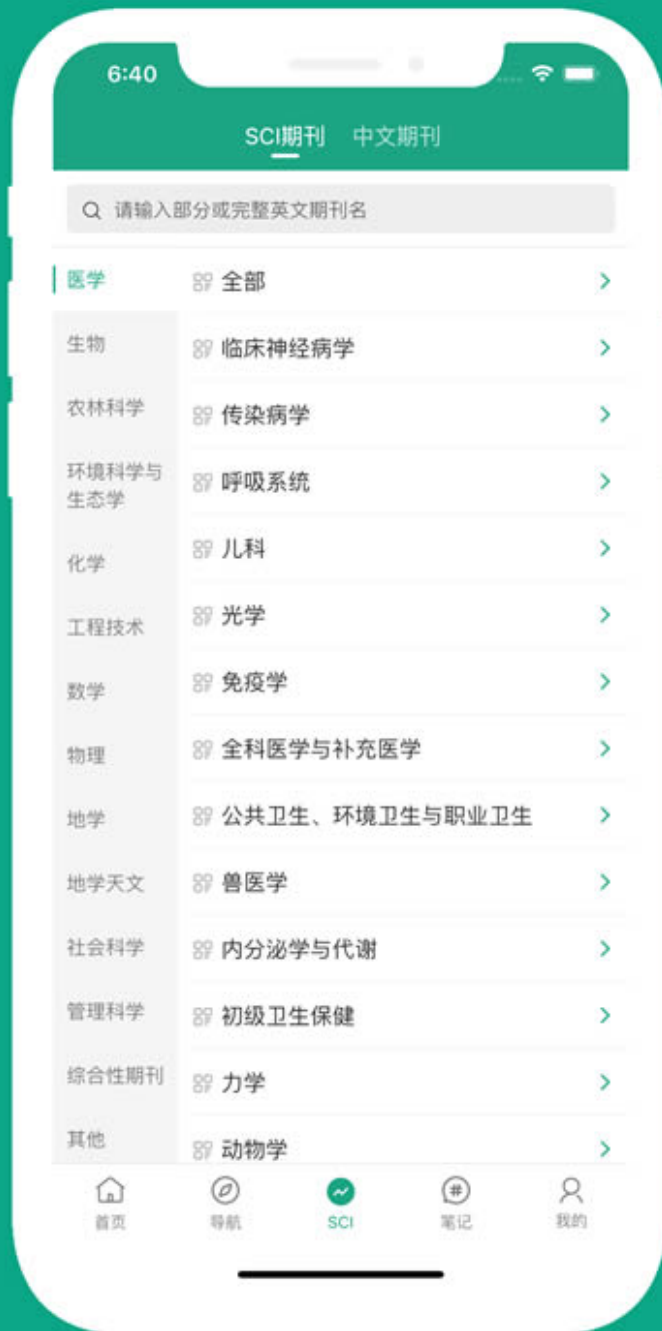 6:40
SCI期刊 中文期刊
请输入部分或完整英文期刊名
医学
生物
农林科学
环境科学与
生态学
化学
工程技术
数学
物理
地学
地学天文
社会科学
管理科学
综合性期刊
其他
全部
临床神经病学
传染病学
呼吸系统
儿科
光学
免疫学
全科医学与补充医学
公共卫生、环境卫生与职业卫生
兽医学
内分泌学与代谢
初级卫生保健
力学
动物学
首页 导航 SCI 笔记 我的